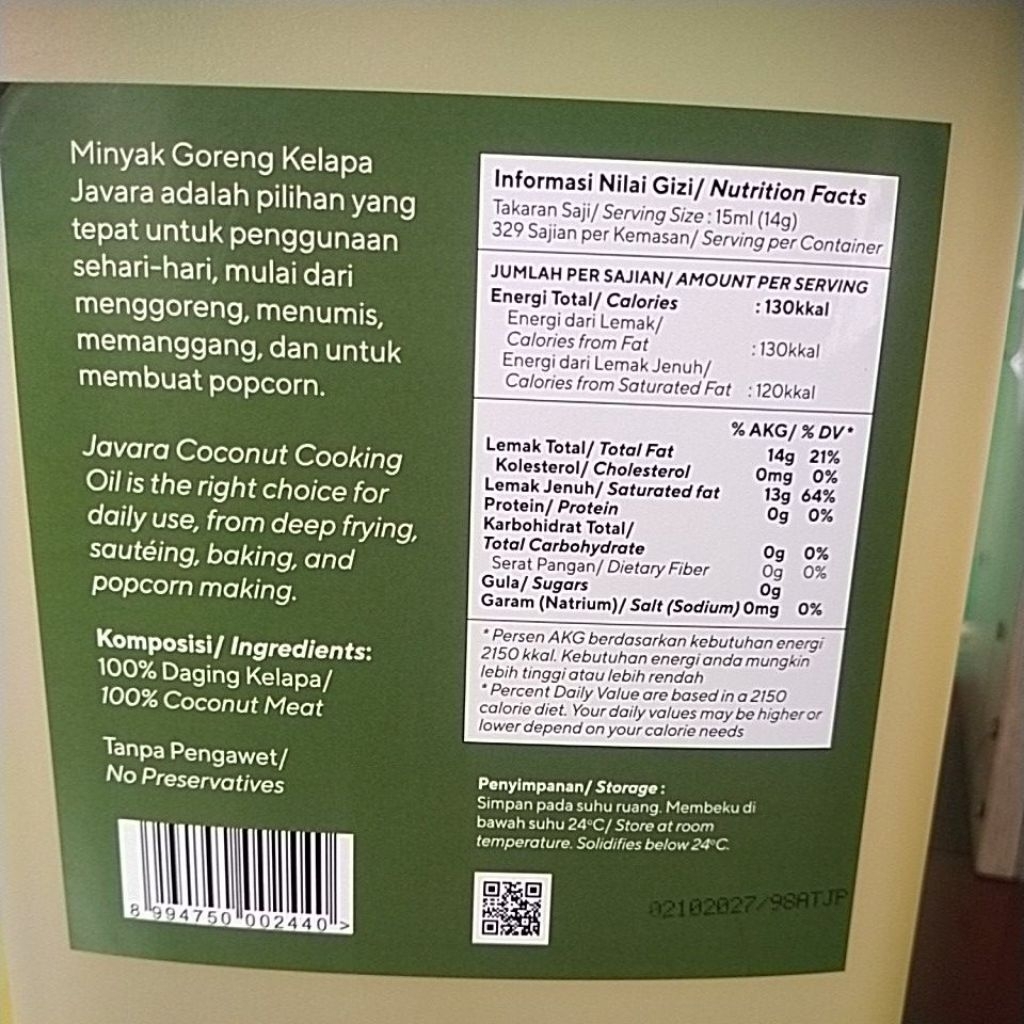 Minyak Goreng Kelapa
Javara adalah pilihan yang
tepat untuk penggunaan
sehari-hari, mulai dari
menggoreng, menumis,
memanggang, dan untuk
membuat popcorn.
Javara Coconut Cooking
Oil is the right choice for
daily use, from deep frying,
sautéing, baking, and
popcorn making.
Komposisi/ Ingredients:
100% Daging Kelapa/
100% Coconut Meat
Tanpa Pengawet/
No Preservatives
8 994750 002440 >
Informasi Nilai Gizi/ Nutrition Facts
Takaran Saji/ Serving Size : 15ml (14g)
329 Sajian per Kemasan/ Serving per Container
JUMLAH PER SAJIAN/ AMOUNT PER SERVING
Energi Total/ Calories : 130kkal
Energi dari Lemak/
Calories from Fat : 130kkal
Energi dari Lemak Jenuh/
Calories from Saturated Fat : 120kkal
% AKG/ % DV*
Lemak Total/ Total Fat 14g 21%
Kolesterol/ Cholesterol 0mg 0%
Lemak Jenuh/ Saturated fat 13g 64%
Protein/ Protein 0g 0%
Karbohidrat Total/
Total Carbohydrate 0g 0%
Serat Pangan/ Dietary Fiber 0g 0%
Gula/ Sugars 0g
Garam (Natrium)/ Salt (Sodium) 0mg 0%
* Persen AKG berdasarkan kebutuhan energi
2150 kkal. Kebutuhan energi anda mungkin
lebih tinggi atau lebih rendah
* Percent Daily Value are based in a 2150
calorie diet. Your daily values may be higher or
lower depend on your calorie needs
Penyimpanan/ Storage :
Simpan pada suhu ruang. Membeku di
bawah suhu 24°C/ Store at room
temperature. Solidifies below 24°C.
02102027/98ATJP